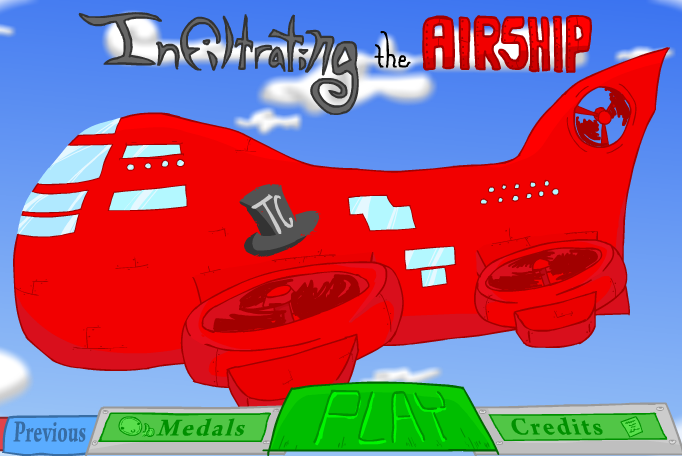 Infiltrating the AIRSHIP
TC
Previous
Medals
PLAY
Credits